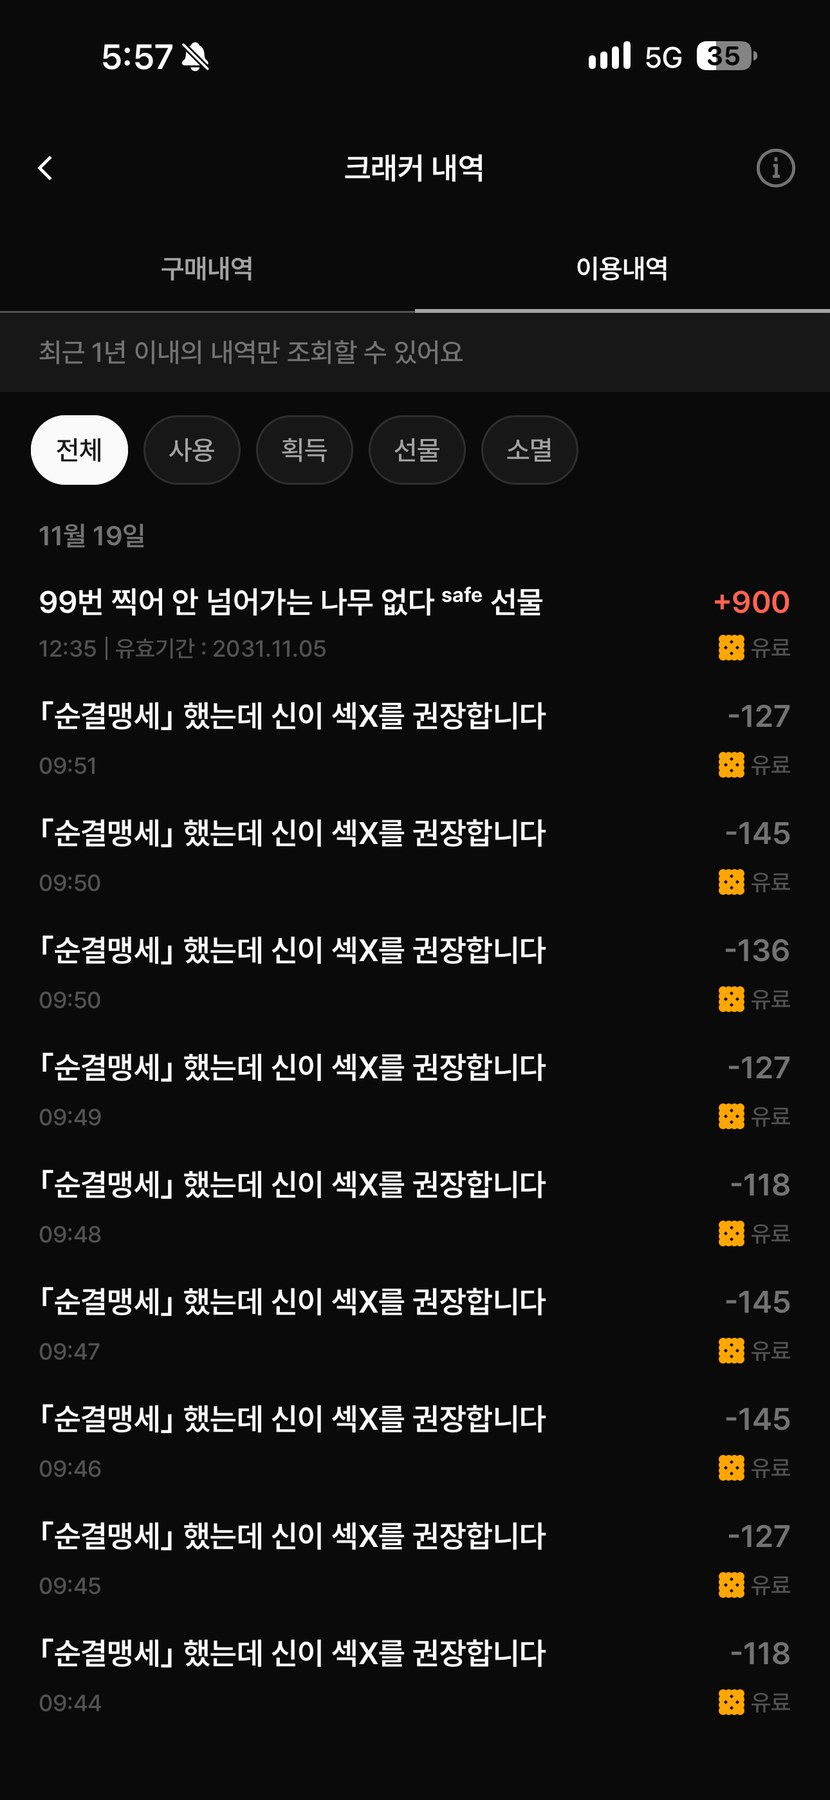 5:57
5G 35
크래커 내역
구매내역 이용내역
최근 1년 이내의 내역만 조회할 수 있어요
전체 사용 획득 선물 소멸
11월 19일
99번 찍어 안 넘어가는 나무 없다 safe 선물 +900
12:35 | 유효기간 : 2031.11.05 유료
「순결맹세」 했는데 신이 섹X를 권장합니다 -127
09:51 유료
「순결맹세」 했는데 신이 섹X를 권장합니다 -145
09:50 유료
「순결맹세」 했는데 신이 섹X를 권장합니다 -136
09:50 유료
「순결맹세」 했는데 신이 섹X를 권장합니다 -127
09:49 유료
「순결맹세」 했는데 신이 섹X를 권장합니다 -118
09:48 유료
「순결맹세」 했는데 신이 섹X를 권장합니다 -145
09:47 유료
「순결맹세」 했는데 신이 섹X를 권장합니다 -145
09:46 유료
「순결맹세」 했는데 신이 섹X를 권장합니다 -127
09:45 유료
「순결맹세」 했는데 신이 섹X를 권장합니다 -118
09:44 유료